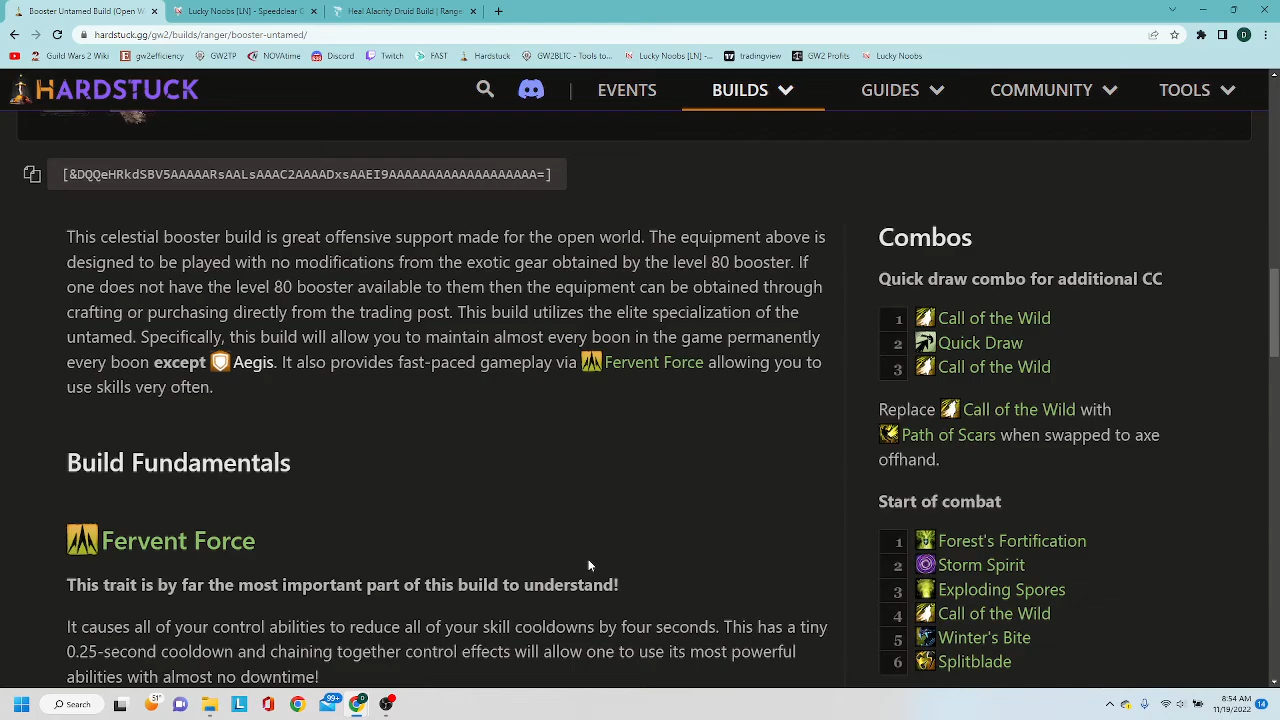 Booster Untamed Build (Open W
Lucky Noobs [LN] - Speedclear G
Heal Alacrity Druid Build | Range
hardstuck.gg/gw2/builds/ranger/booster-untamed/
D
Guild Wars 2 Wiki
gw2efficiency
GW2TP
NOVAtime
Discord
Twitch
FAST
Hardstuck
GW2BLTC - Tools to...
Lucky Noobs [LN] -...
tradingview
GW2 Profits
Lucky Noobs
HARDSTUCK
EVENTS
BUILDS
GUIDES
COMMUNITY
TOOLS
[&DQQeHRkdSBV5AAAAARsAALsAAAC2AAAADxsAAEI9AAAAAAAAAAAAAAAAAAA=]
This celestial booster build is great offensive support made for the open world. The equipment above is
designed to be played with no modifications from the exotic gear obtained by the level 80 booster. If
one does not have the level 80 booster available to them then the equipment can be obtained through
crafting or purchasing directly from the trading post. This build utilizes the elite specialization of the
untamed. Specifically, this build will allow you to maintain almost every boon in the game permanently
every boon except Aegis. It also provides fast-paced gameplay via Fervent Force allowing you to
use skills very often.
Build Fundamentals
Fervent Force
This trait is by far the most important part of this build to understand!
It causes all of your control abilities to reduce all of your skill cooldowns by four seconds. This has a tiny
0.25-second cooldown and chaining together control effects will allow one to use its most powerful
abilities with almost no downtime!
Combos
Quick draw combo for additional CC
1 Call of the Wild
2 Quick Draw
3 Call of the Wild
Replace Call of the Wild with
Path of Scars when swapped to axe
offhand.
Start of combat
1 Forest's Fortification
2 Storm Spirit
3 Exploding Spores
4 Call of the Wild
5 Winter's Bite
6 Splitblade
Search
51°
99+
8:54 AM
11/19/2022
14